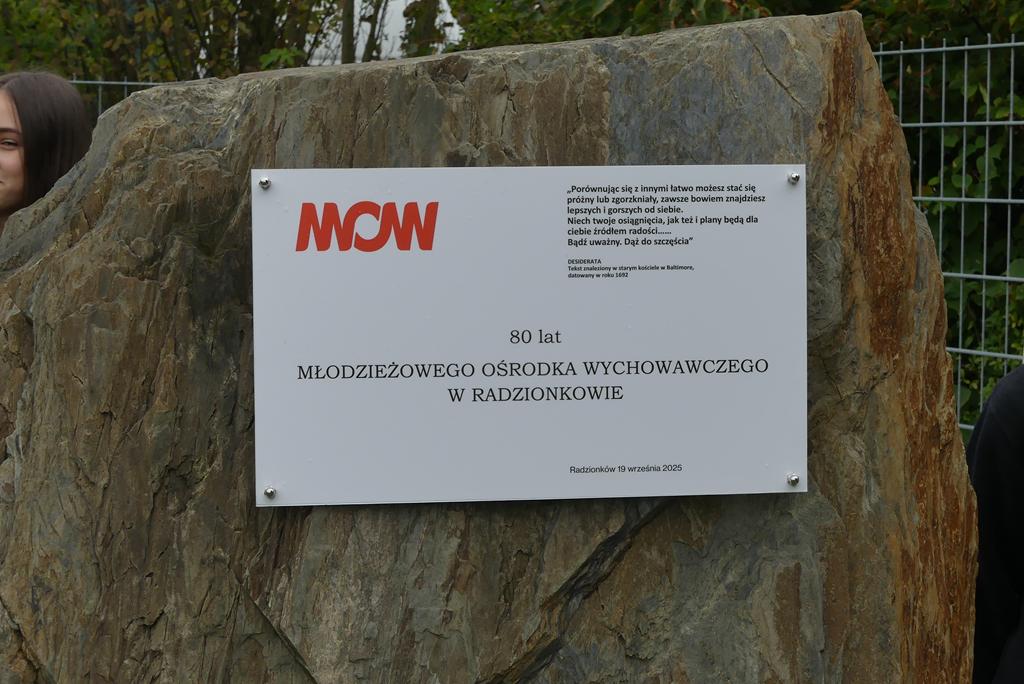 MOW
„Porównując się z innymi łatwo możesz stać się
próżny lub zgorzkniały, zawsze bowiem znajdziesz
lepszych i gorszych od siebie.
Niech twoje osiągnięcia, jak też i plany będą dla
ciebie źródłem radości......
Bądź uważny. Dąż do szczęścia”
DESIDERATA
Tekst znaleziony w starym kościele w Baltimore,
datowany w roku 1692
80 lat
MŁODZIEŻOWEGO OŚRODKA WYCHOWAWCZEGO
W RADZIONKOWIE
Radzionków 19 września 2025